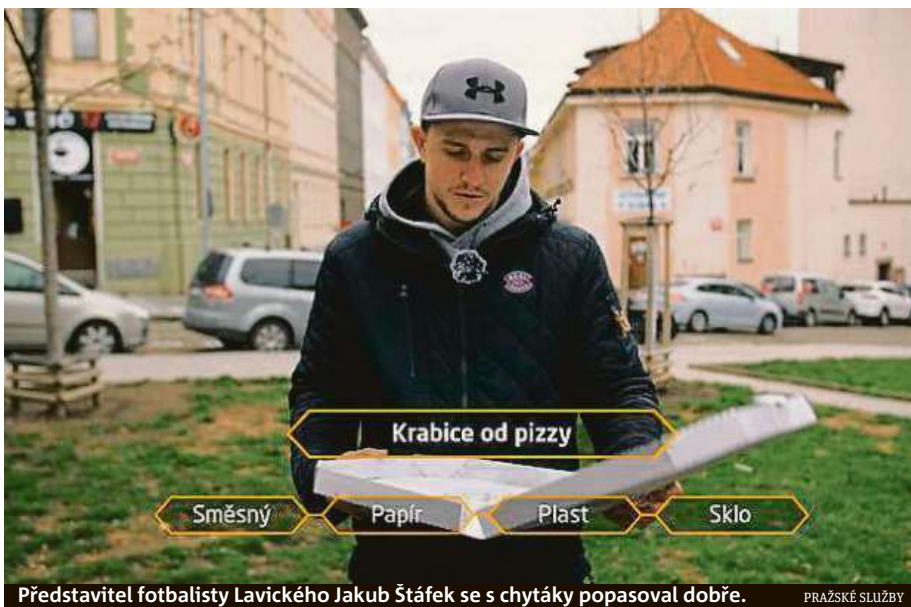 Krabice od pizzy
Směsný
Papír
Plast
Sklo
Představitel fotbalisty Lavického Jakub Štáfek se s chytáky popasoval dobře.
PRAŽSKÉ SLUŽBY